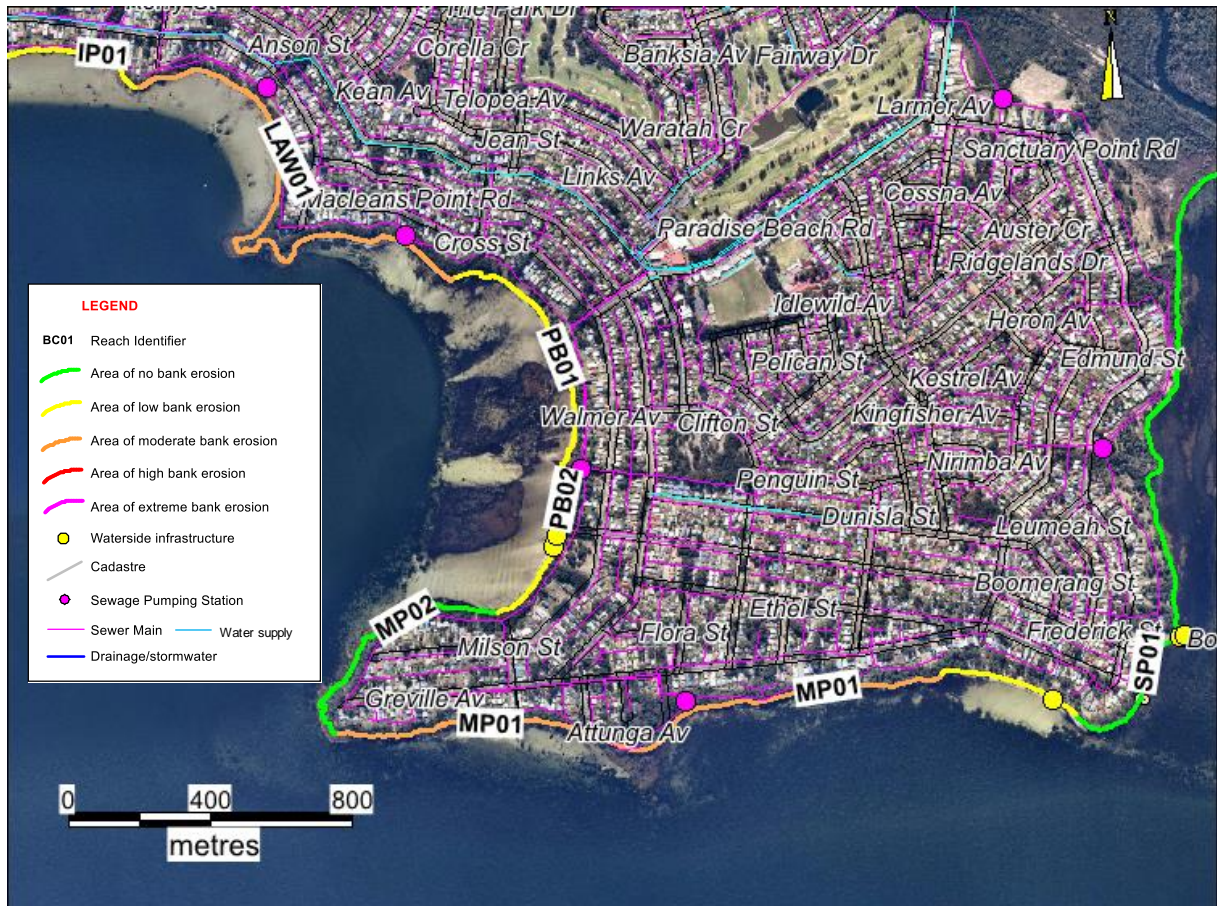 The Park Dr
IP01
Anson St
Corella Cr
Banksia Av
Fairway Dr
N
Kean Av
Telopea Av
Larmer Av
LAW01
Jean St
Waratah Cr
Sanctuary Point Rd
Links Av
Cessna Av
Macleans Point Rd
Cross St
Paradise Beach Rd
Auster Cr
Ridgelands Dr
LEGEND
BC01 Reach Identifier
Area of no bank erosion
Area of low bank erosion
Area of moderate bank erosion
Area of high bank erosion
Area of extreme bank erosion
Waterside infrastructure
Cadastre
Sewage Pumping Station
Sewer Main
Water supply
Drainage/stormwater
Idlewild Av
Heron Av
PB01
Pelican St
Edmund St
Kestrel Av
Walmer Av
Clifton St
Kingfisher Av
PB02
Penguin St
Nirimba Av
Dunisla St
Leumeah St
Boomerang St
MP02
Ethel St
Milson St
Flora St
Frederick St
SP01
Bo
Greville Av
MP01
MP01
Attunga Av
0 400 800
metres